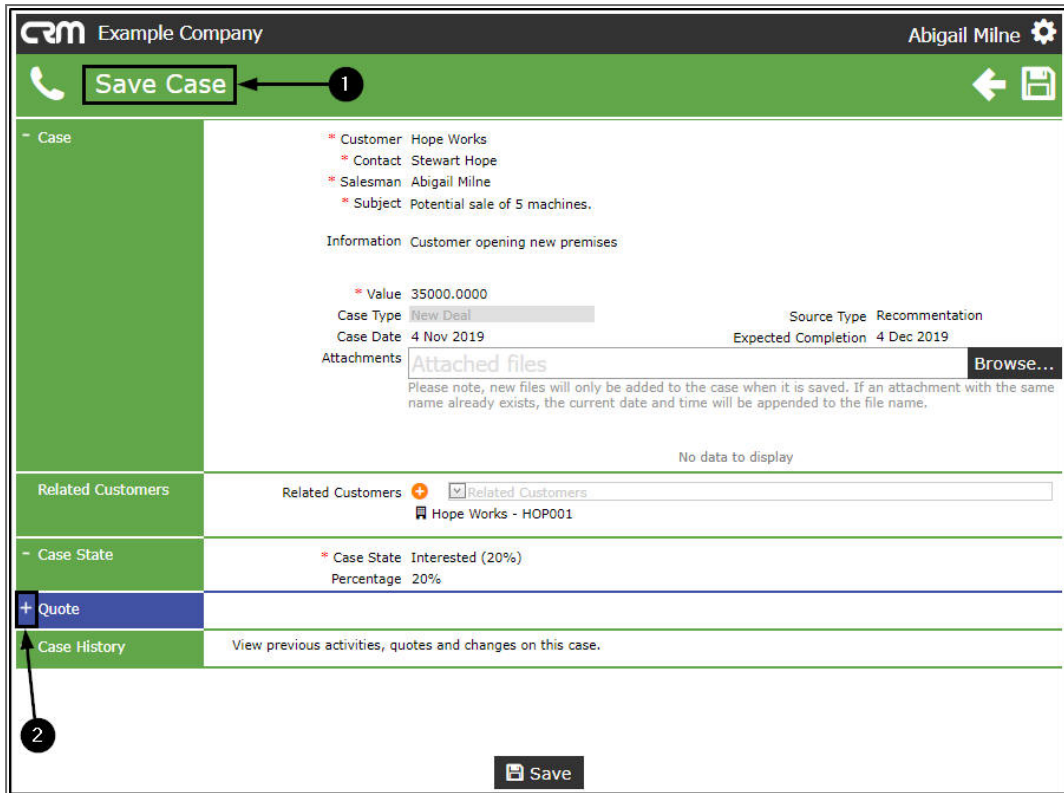 CRM Example Company Abigail Milne
Save Case 1
- Case
* Customer Hope Works
* Contact Stewart Hope
* Salesman Abigail Milne
* Subject Potential sale of 5 machines.
Information Customer opening new premises
* Value 35000.0000
Case Type New Deal Source Type Recommentation
Case Date 4 Nov 2019 Expected Completion 4 Dec 2019
Attachments Attached files Browse...
Please note, new files will only be added to the case when it is saved. If an attachment with the same
name already exists, the current date and time will be appended to the file name.
No data to display
Related Customers Related Customers Related Customers
Hope Works - HOP001
- Case State * Case State Interested (20%)
Percentage 20%
+ Quote
Case History View previous activities, quotes and changes on this case.
2
Save